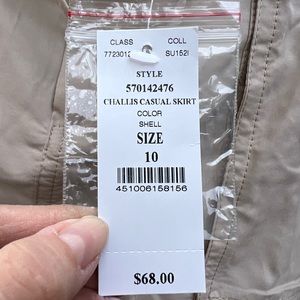 CLASS COLL
7723012 SU152I
STYLE
570142476
CHALLIS CASUAL SKIRT
COLOR
SHELL
SIZE
10
451006158156
$68.00